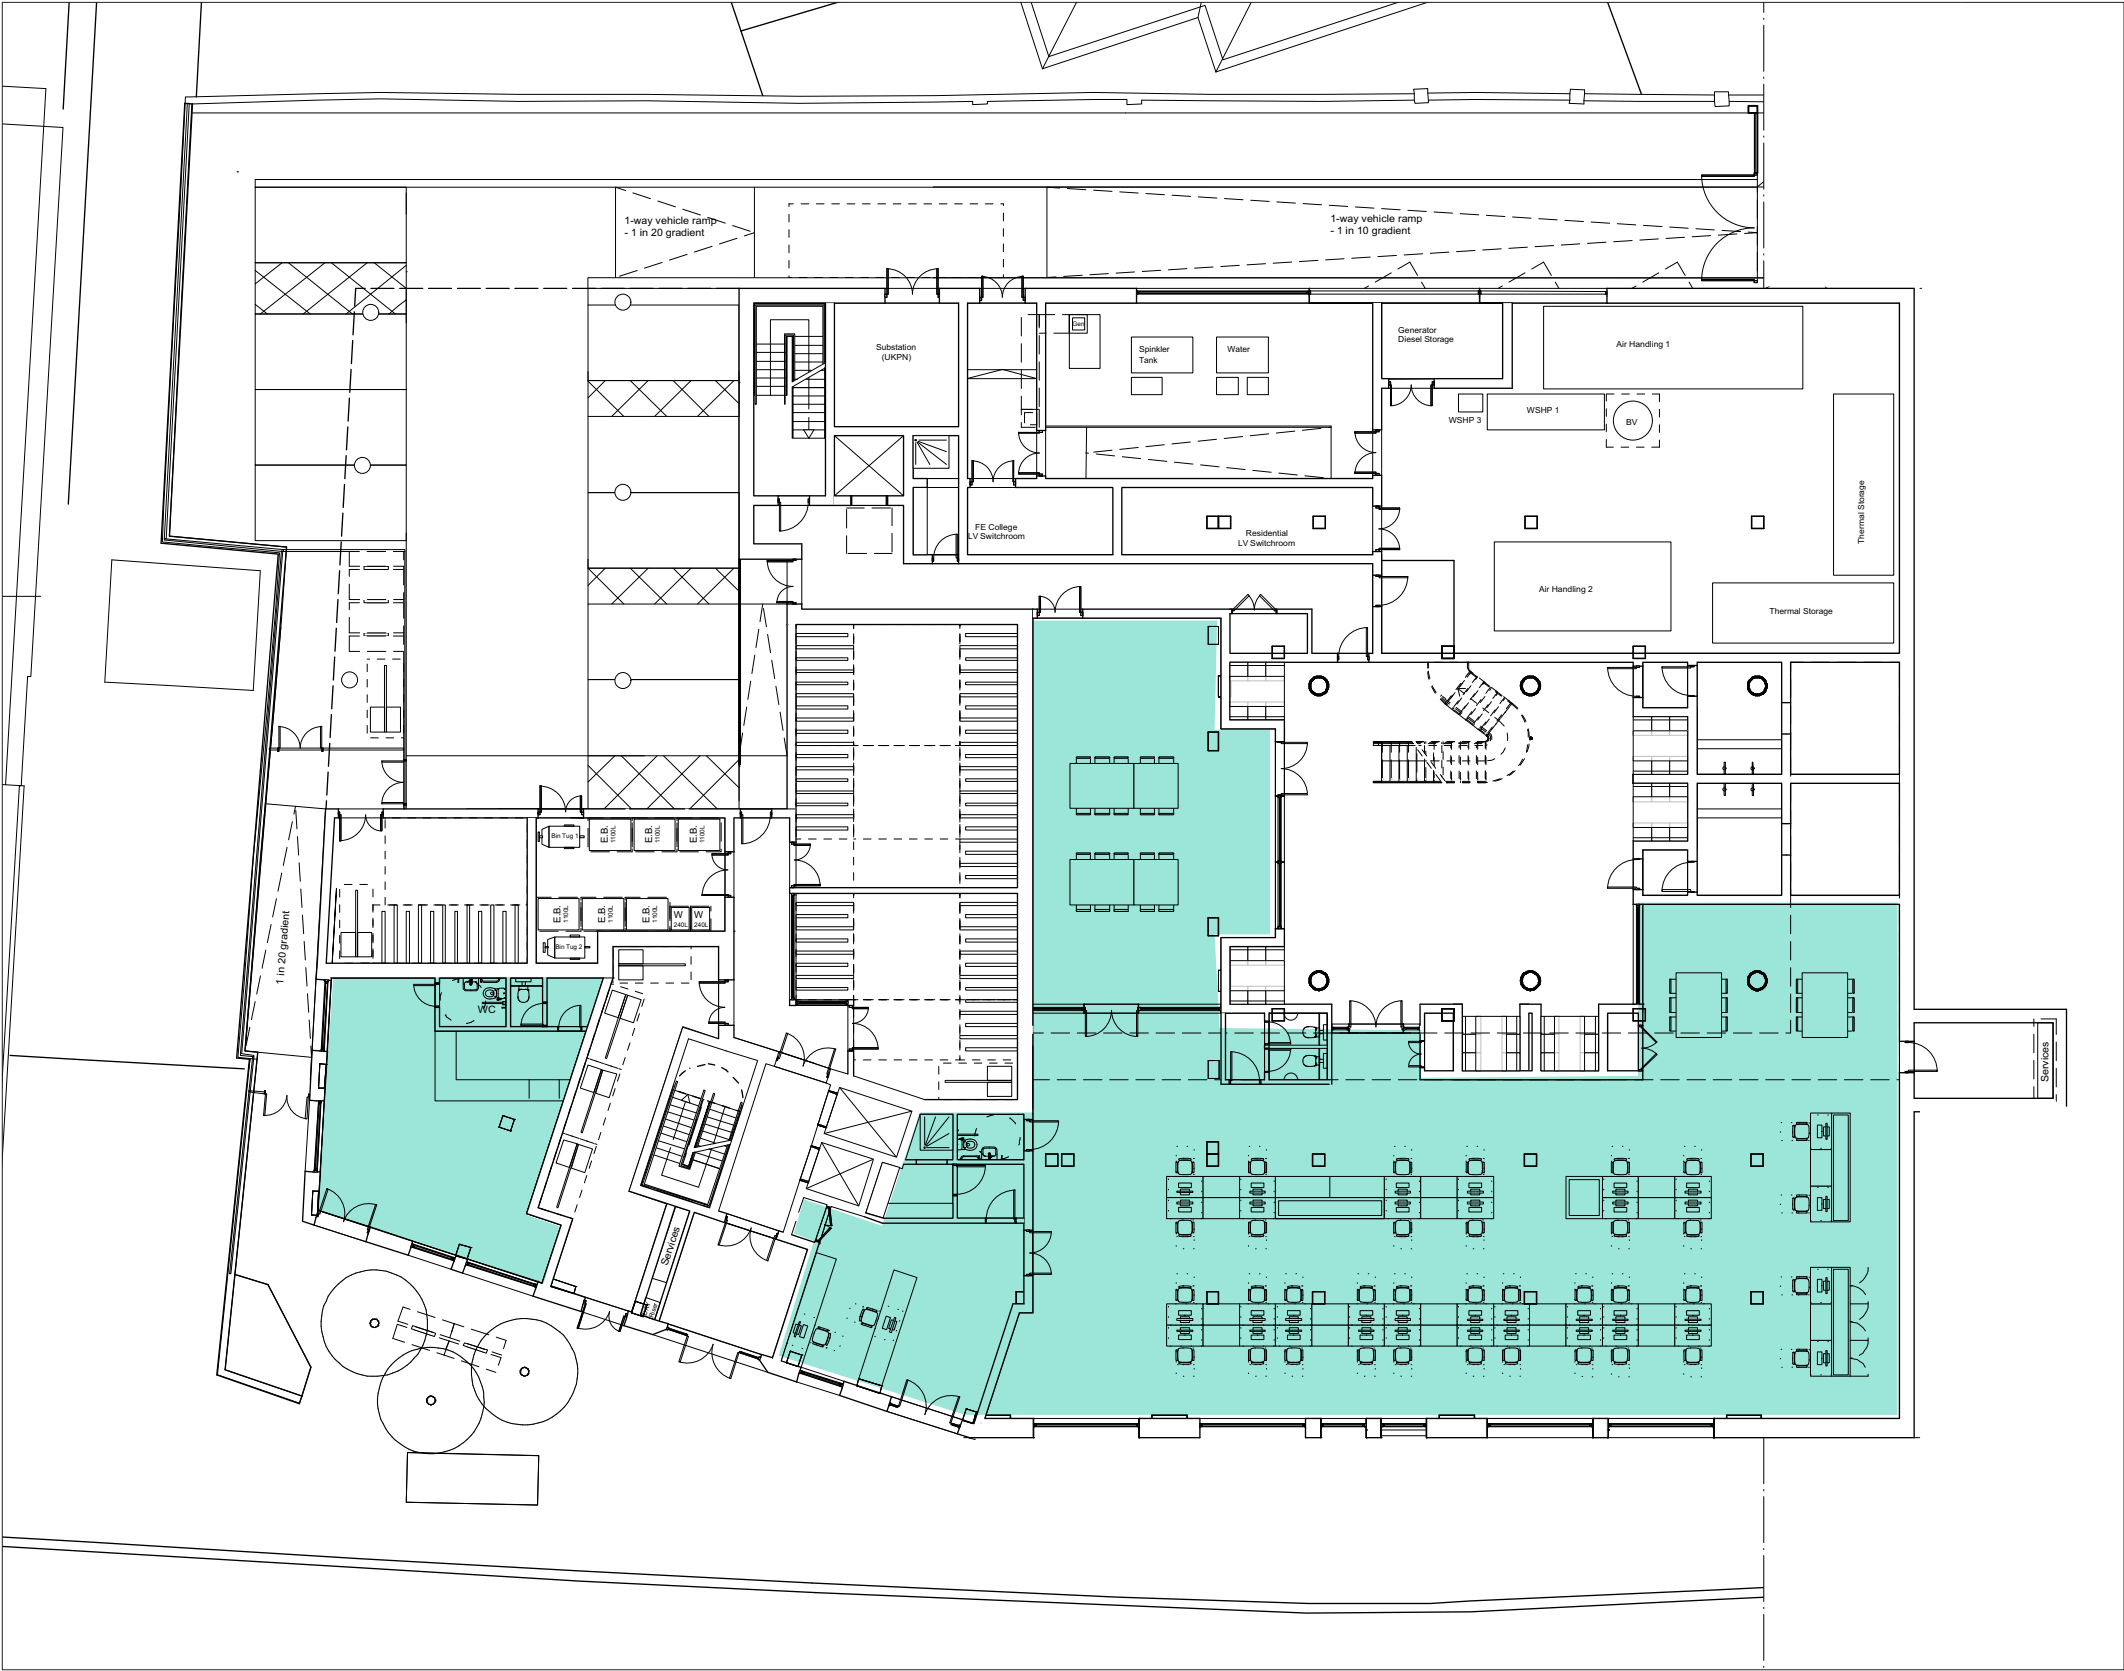 1-way vehicle ramp
- 1 in 20 gradient
1-way vehicle ramp
- 1 in 10 gradient
Substation
(UKPN)
Gen
Spinkler
Tank
Water
Generator
Diesel Storage
Air Handling 1
WSHP 3
WSHP 1
BV
Thermal Storage
FE College
LV Switchroom
Residential
LV Switchroom
Air Handling 2
Thermal Storage
Bin Tug 1
E.B.
1100L
E.B.
1100L
E.B.
1100L
E.B.
1100L
E.B.
1100L
E.B.
1100L
W
240L
W
240L
Bin Tug 2
1 in 20 gradient
WC
Services
Services